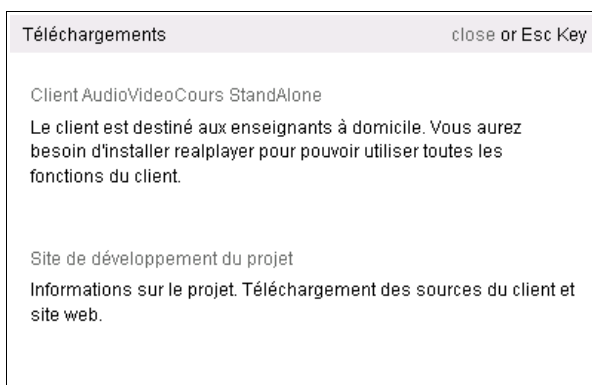 Téléchargements close or Esc Key
Client AudioVideoCours StandAlone
Le client est destiné aux enseignants à domicile. Vous aurez
besoin d'installer realplayer pour pouvoir utiliser toutes les
fonctions du client.
Site de développement du projet
Informations sur le projet. Téléchargement des sources du client et
site web.